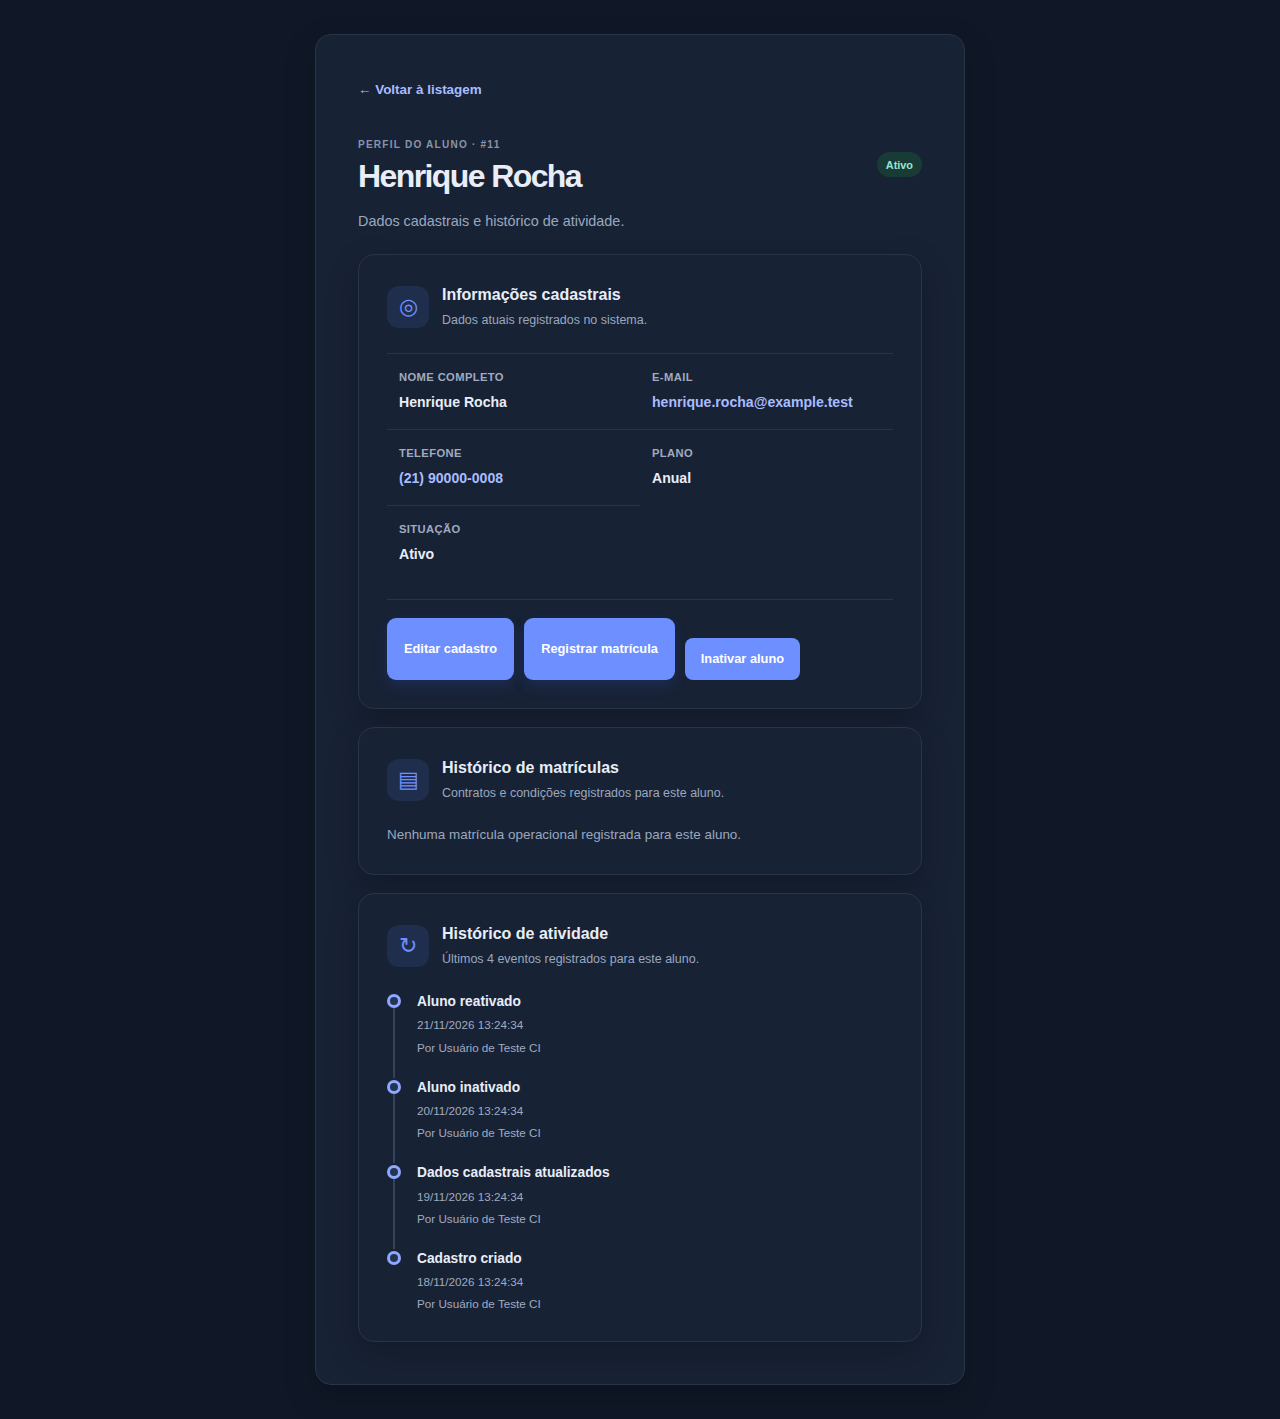 ← Voltar à listagem
PERFIL DO ALUNO · #11
Henrique Rocha
Ativo
Dados cadastrais e histórico de atividade.
Informações cadastrais
Dados atuais registrados no sistema.
NOME COMPLETO
Henrique Rocha
E-MAIL
henrique.rocha@example.test
TELEFONE
(21) 90000-0008
PLANO
Anual
SITUAÇÃO
Ativo
Editar cadastro
Registrar matrícula
Inativar aluno
Histórico de matrículas
Contratos e condições registrados para este aluno.
Nenhuma matrícula operacional registrada para este aluno.
Histórico de atividade
Últimos 4 eventos registrados para este aluno.
Aluno reativado
21/11/2026 13:24:34
Por Usuário de Teste CI
Aluno inativado
20/11/2026 13:24:34
Por Usuário de Teste CI
Dados cadastrais atualizados
19/11/2026 13:24:34
Por Usuário de Teste CI
Cadastro criado
18/11/2026 13:24:34
Por Usuário de Teste CI